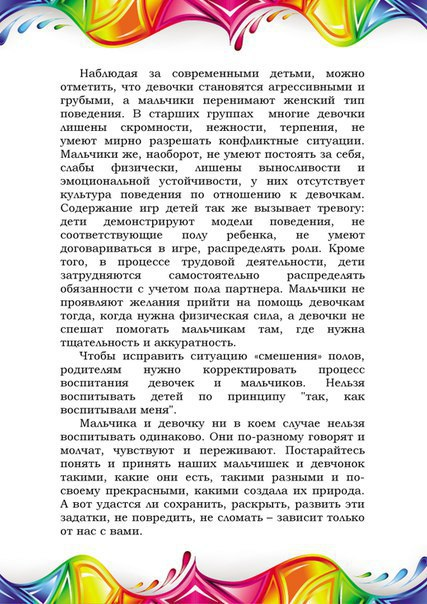 Наблюдая за современными детьми, можно
отметить, что девочки становятся агрессивными и
грубыми, а мальчики перенимают женский тип
поведения. В старших группах многие девочки
лишены скромности, нежности, терпения, не
умеют мирно разрешать конфликтные ситуации.
Мальчики же, наоборот, не умеют постоять за себя,
слабы физически, лишены выносливости и
эмоциональной устойчивости, у них отсутствует
культура поведения по отношению к девочкам.
Содержание игр детей так же вызывает тревогу:
дети демонстрируют модели поведения, не
соответствующие полу ребенка, не умеют
договариваться в игре, распределять роли. Кроме
того, в процессе трудовой деятельности, дети
затрудняются самостоятельно распределять
обязанности с учетом пола партнера. Мальчики не
проявляют желания прийти на помощь девочкам
тогда, когда нужна физическая сила, а девочки не
спешат помогать мальчикам там, где нужна
тщательность и аккуратность.
Чтобы исправить ситуацию «смешения» полов,
родителям нужно корректировать процесс
воспитания девочек и мальчиков. Нельзя
воспитывать детей по принципу "так, как
воспитывали меня".
Мальчика и девочку ни в коем случае нельзя
воспитывать одинаково. Они по-разному говорят и
молчат, чувствуют и переживают. Постарайтесь
понять и принять наших мальчишек и девчонок
такими, какие они есть, такими разными и по-
своему прекрасными, какими создала их природа.
А вот удастся ли сохранить, раскрыть, развить эти
задатки, не повредить, не сломать – зависит только
от нас с вами.